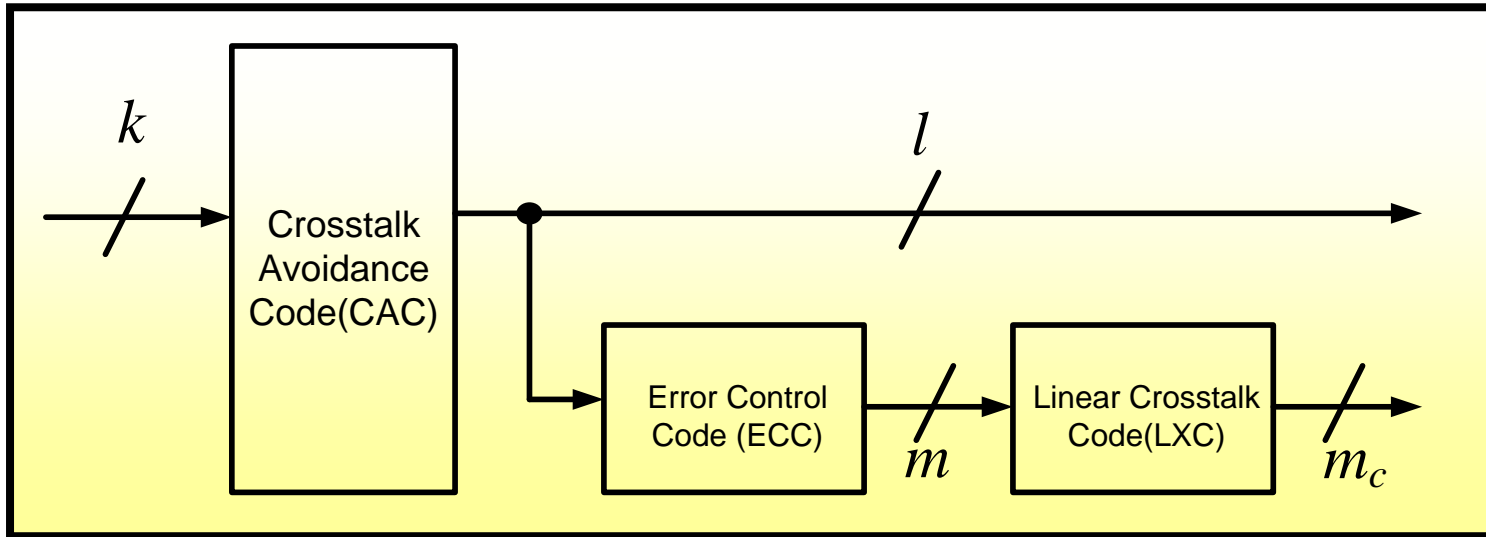 k
l
Crosstalk
Avoidance
Code(CAC)
Error Control
Code (ECC)
m
Linear Crosstalk
Code(LXC)
m_c